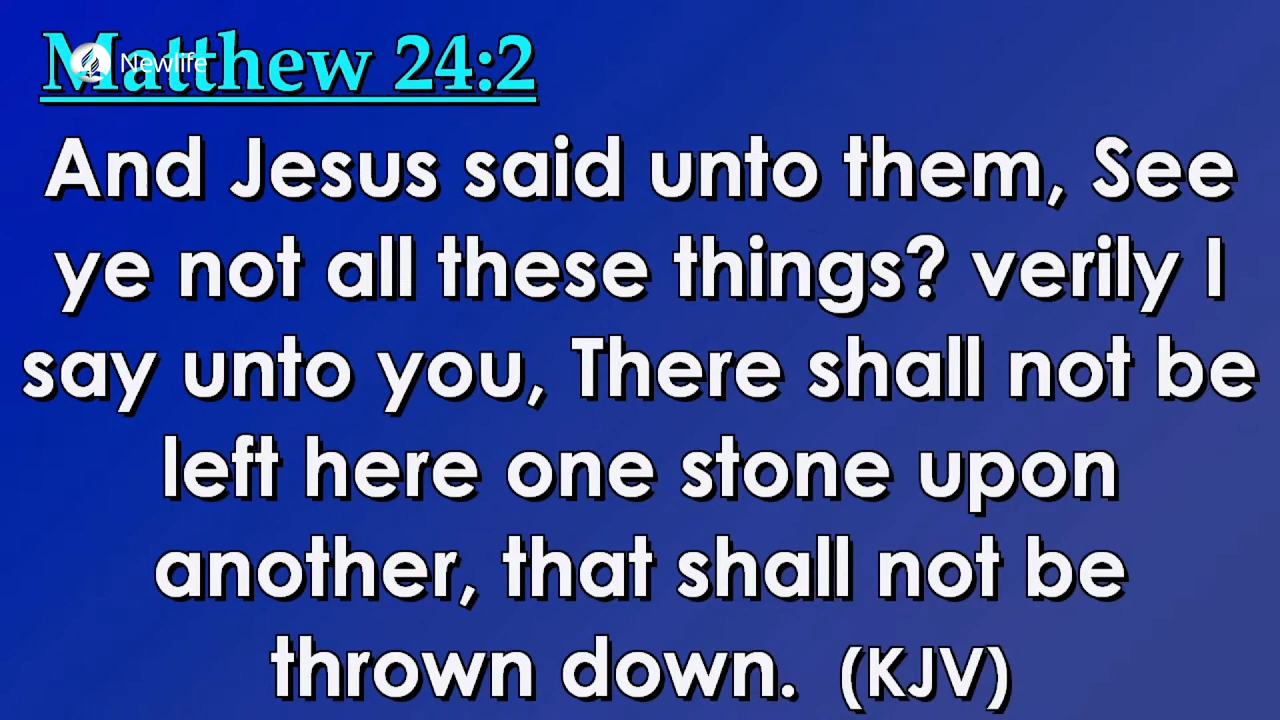 Matthew 24:2
Newlife
And Jesus said unto them, See
ye not all these things? verily I
say unto you, There shall not be
left here one stone upon
another, that shall not be
thrown down. (KJV)